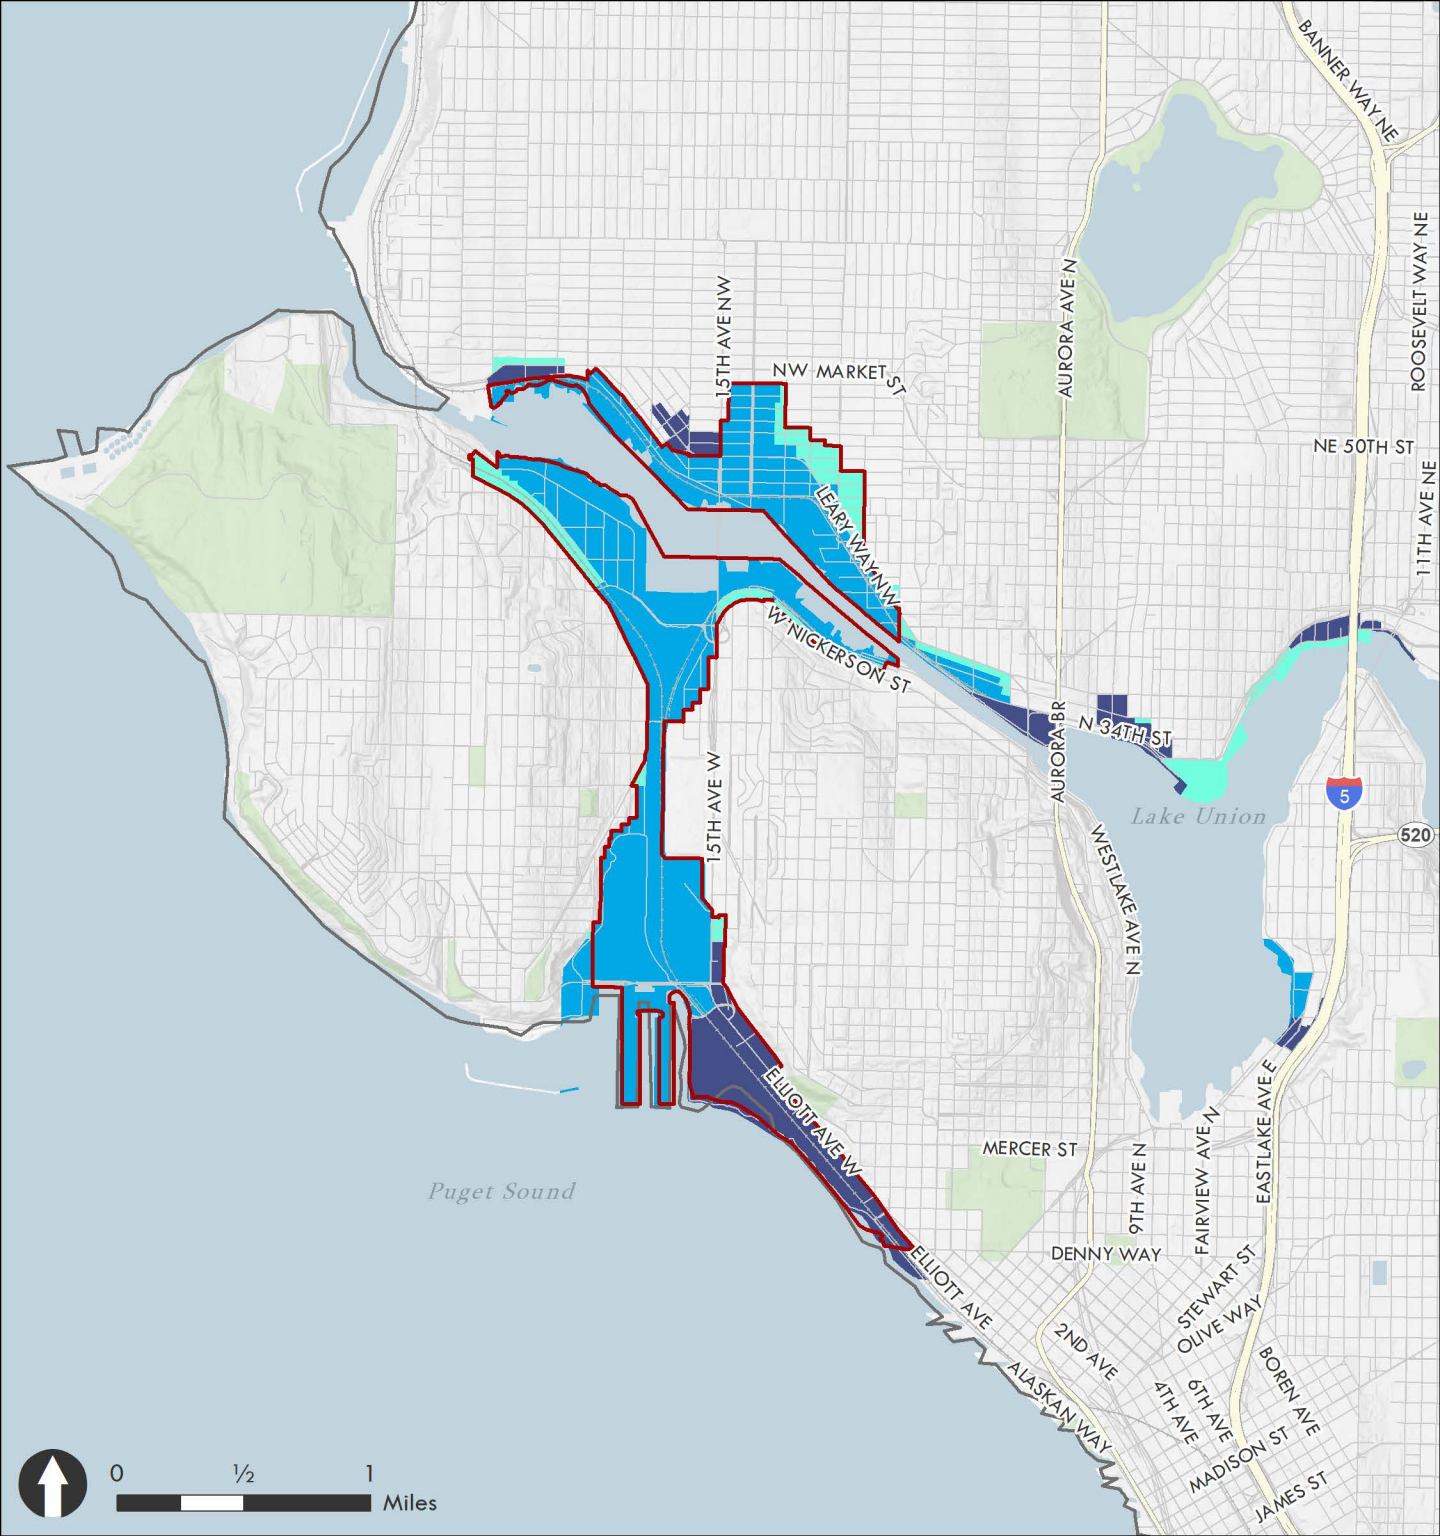 BANNER WAY NE
ROOSEVELT WAY NE
AURORA AVE N
15TH AVE NW
NW MARKET ST
NE 50TH ST
11TH AVE NE
LEARY WAY NW
W NICKERSON ST
AURORA BR
N 34TH ST
15TH AVE W
5
Lake Union
520
WESTLAKE AVE N
ELLIOTT AVE W
EASTLAKE AVE E
MERCER ST
9TH AVE N
FAIRVIEW AVE N
Puget Sound
DENNY WAY
ELLIOTT AVE
STEWART ST
OLIVE WAY
2ND AVE
BOREN AVE
ALASKAN WAY
4TH AVE
6TH AVE
MADISON ST
JAMES ST
0 ½ 1
Miles